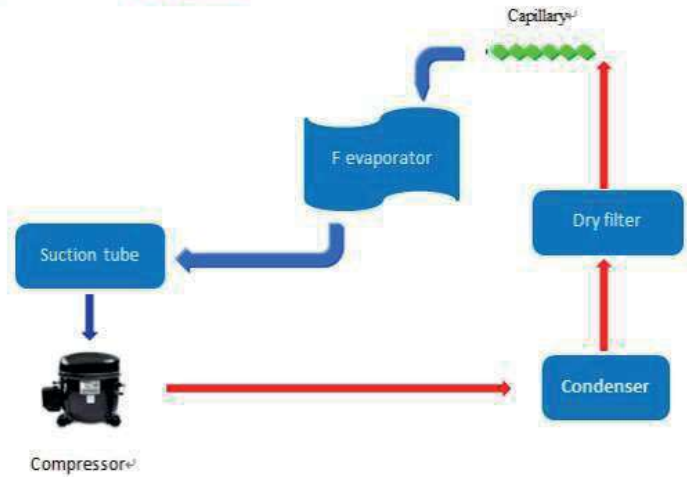 Capillary↵
F evaporator
Dry filter
Suction tube
Condenser
Compressor↵